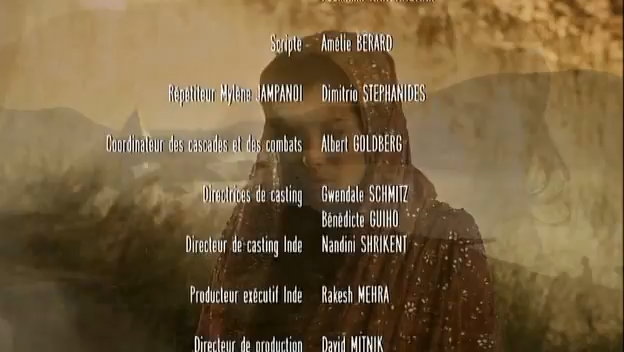 Scripte Amélie BERARD
Répétiteur Mylène JAMPANOI Dimitrio STEPHANIDES
Coordinateur des cascades et des combats Albert GOLDBERG
Directrices de casting Gwendale SCHMITZ
Bénédicte GUIHO
Directeur de casting Inde Nandini SHRIKENT
Producteur exécutif Inde Rakesh MEHRA
Directeur de production David MITNIK